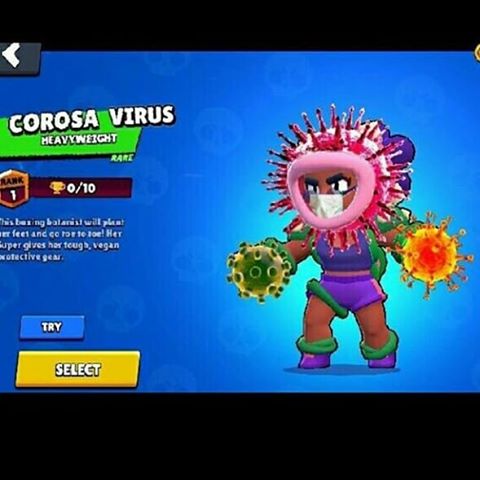 COROSA VIRUS
HEAVYWEIGHT
RARE
RANK
1
0/10
This boxing botanist will plant
her feet and go toe to toe! Her
Super gives her tough, vegan
protective gear.
TRY
SELECT